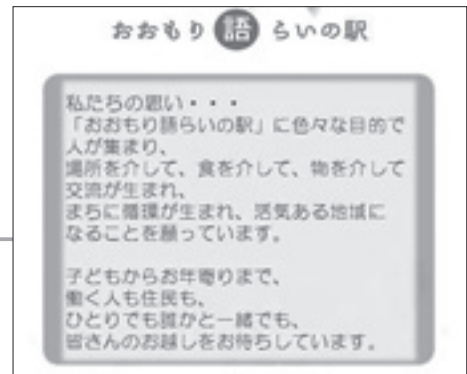 おおもり語らいの駅
私たちの思い・・・
「おおもり語らいの駅」に色々な目的で
人が集まり、
場所を介して、食を介して、物を介して
交流が生まれ、
まちに循環が生まれ、活気ある地域に
なることを願っています。
子どもからお年寄りまで、
働く人も住民も、
ひとりでも誰かと一緒でも、
皆さんのお越しをお待ちしています。